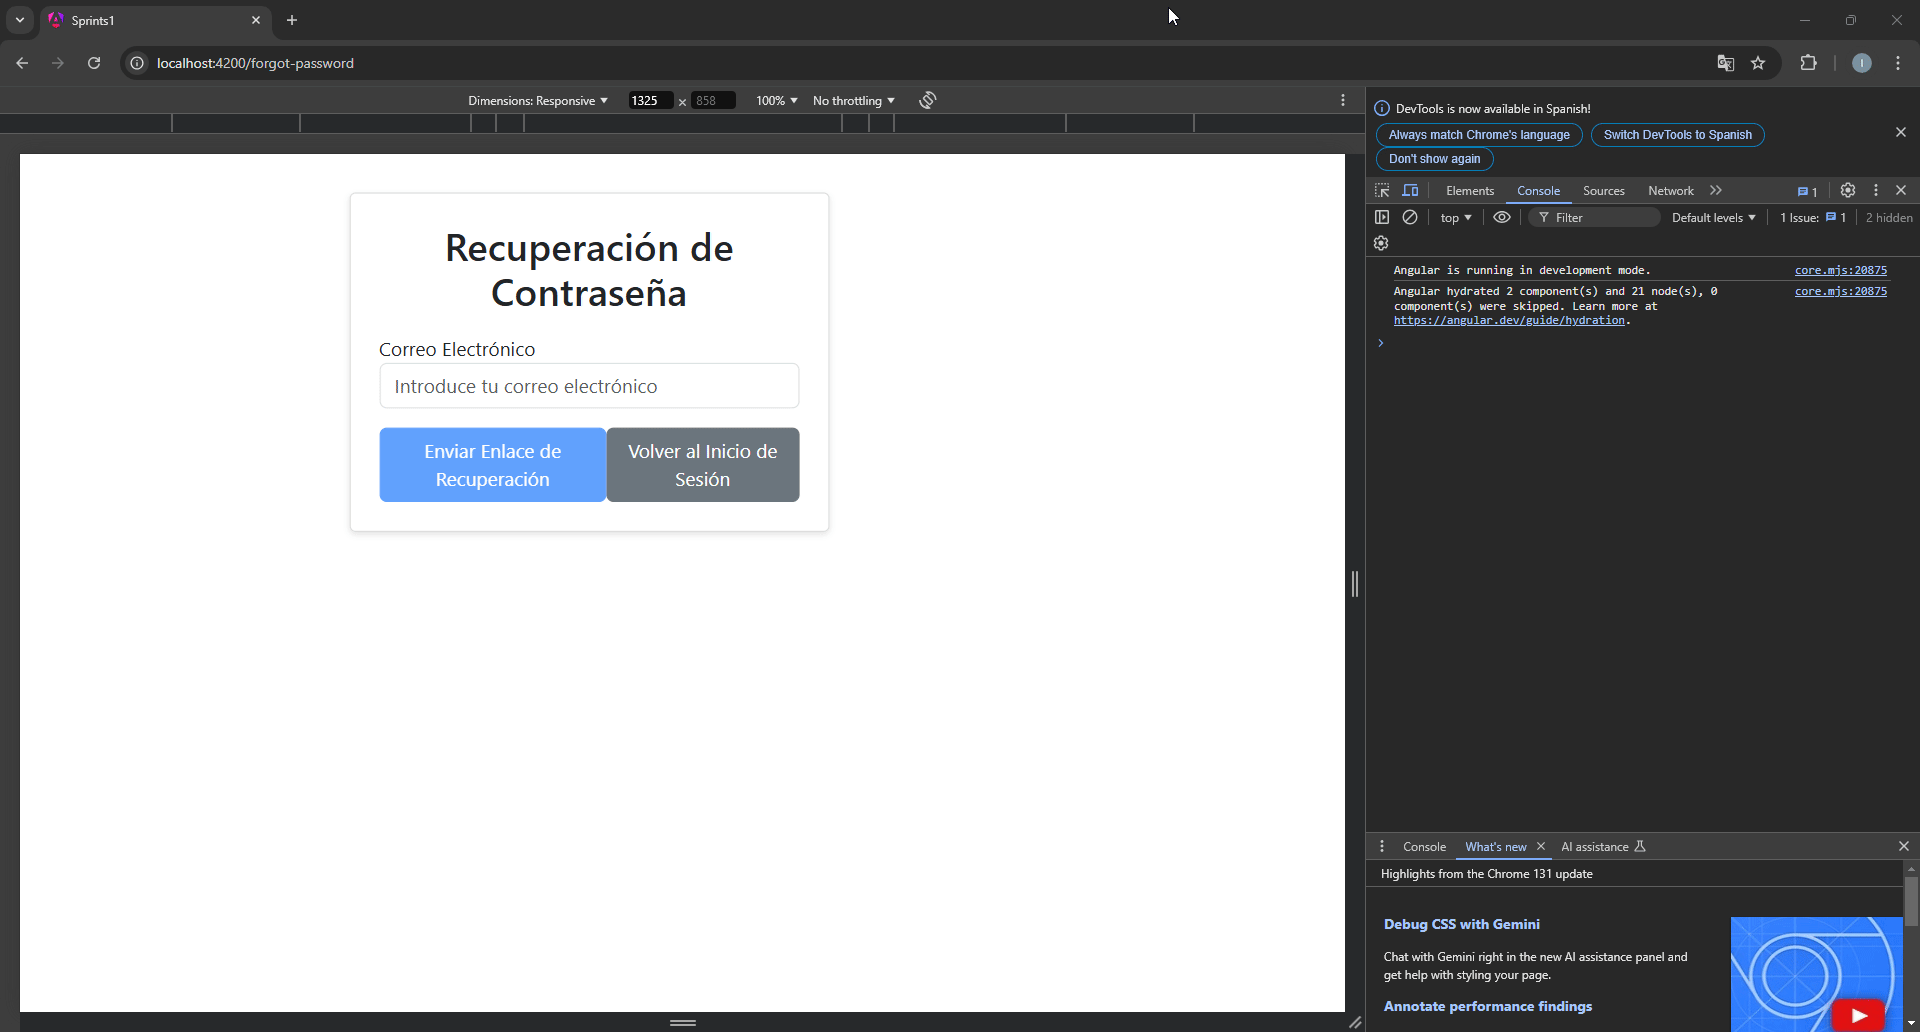 Sprints1
localhost:4200/forgot-password
Dimensions: Responsive 1325 × 858 100% No throttling
Recuperación de
Contraseña
Correo Electrónico
Introduce tu correo electrónico
Enviar Enlace de
Recuperación
Volver al Inicio de
Sesión
DevTools is now available in Spanish!
Always match Chrome's language Switch DevTools to Spanish
Don't show again
Elements Console Sources Network 1
top Filter Default levels 1 Issue: 1 2 hidden
Angular is running in development mode. core.mjs:20875
Angular hydrated 2 component(s) and 21 node(s), 0 core.mjs:20875
component(s) were skipped. Learn more at
https://angular.dev/guide/hydration.
Console What's new AI assistance
Highlights from the Chrome 131 update
Debug CSS with Gemini
Chat with Gemini right in the new AI assistance panel and
get help with styling your page.
Annotate performance findings